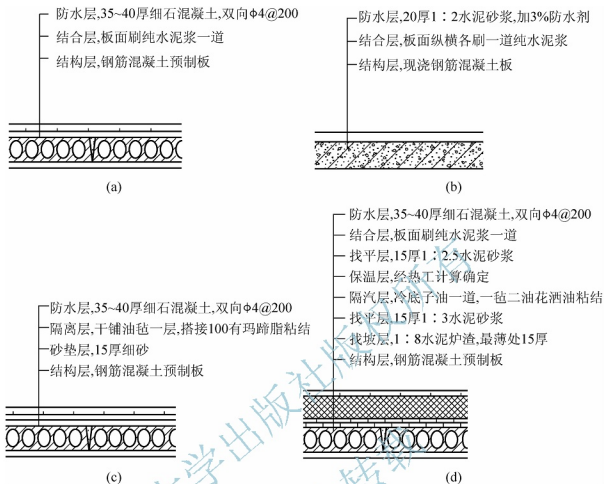 防水层,35~40厚细石混凝土,双向Φ4@200
结合层,板面刷纯水泥浆一道
结构层,钢筋混凝土预制板
(a)
防水层,20厚1∶2水泥砂浆,加3%防水剂
结合层,板面纵横各刷一道纯水泥浆
结构层,现浇钢筋混凝土板
(b)
防水层,35~40厚细石混凝土,双向Φ4@200
隔离层,干铺油毡一层,搭接100有玛蹄脂粘结
砂垫层,15厚细砂
结构层,钢筋混凝土预制板
(c)
防水层,35~40厚细石混凝土,双向Φ4@200
结合层,板面刷纯水泥浆一道
找平层,15厚1∶2.5水泥砂浆
保温层,经热工计算确定
隔汽层,冷底子油一道,一毡二油花洒油粘结
找平层,15厚1∶3水泥砂浆
找坡层,1∶8水泥炉渣,最薄处15厚
结构层,钢筋混凝土预制板
(d)
大学出版社版权所有
转载